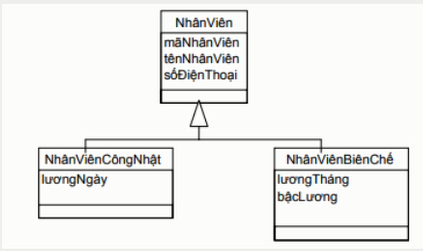 NhânViên
mãNhânViên
tênNhânViên
sốĐiệnThoại
NhânViênCôngNhật
lươngNgày
NhânViênBiênChế
lươngTháng
bậcLương